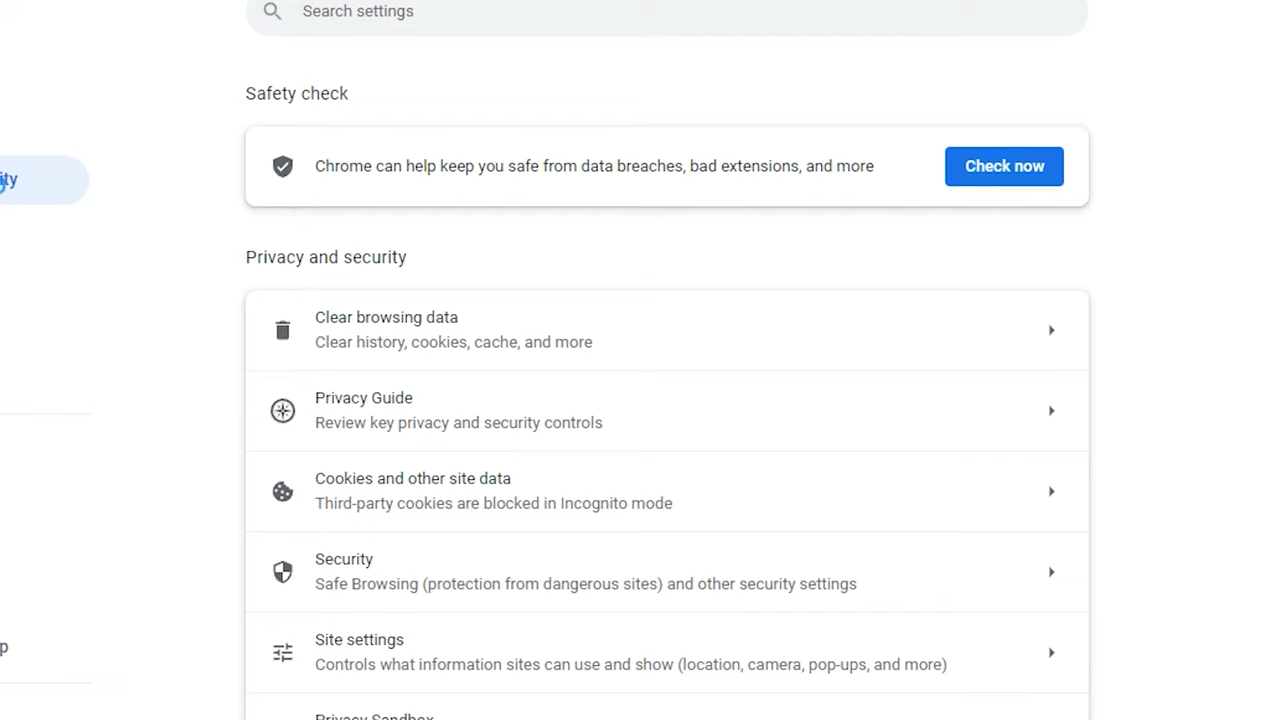 Search settings
Safety check
Chrome can help keep you safe from data breaches, bad extensions, and more
Check now
ity
Privacy and security
Clear browsing data
Clear history, cookies, cache, and more
Privacy Guide
Review key privacy and security controls
Cookies and other site data
Third-party cookies are blocked in Incognito mode
Security
Safe Browsing (protection from dangerous sites) and other security settings
Site settings
Controls what information sites can use and show (location, camera, pop-ups, and more)
p
Privacy Sandbox